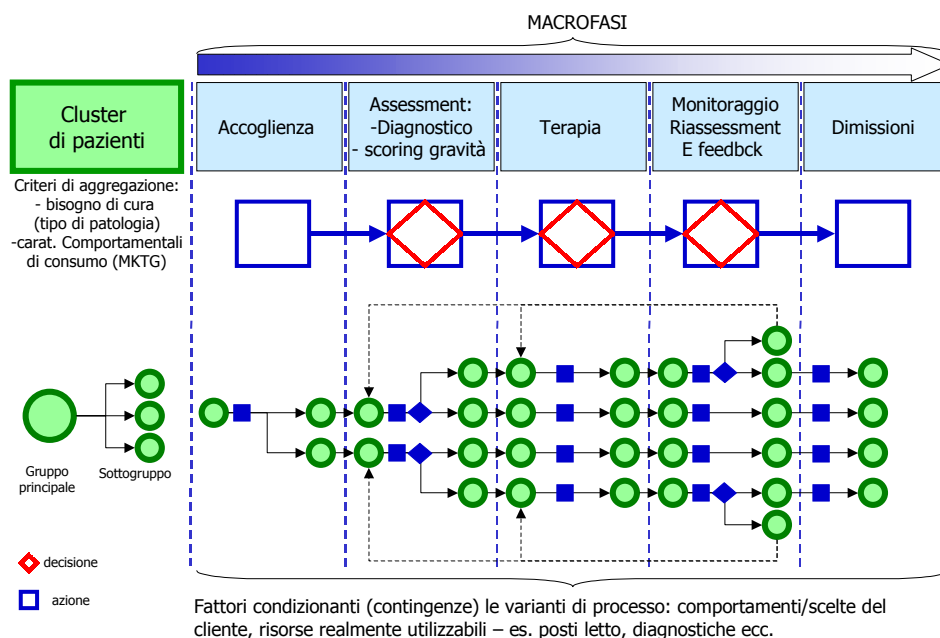 MACROFASI
Cluster
di pazienti
Accoglienza
Assessment:
-Diagnostico
- scoring gravità
Terapia
Monitoraggio
Riassessment
E feedbck
Dimissioni
Criteri di aggregazione:
- bisogno di cura
(tipo di patologia)
-carat. Comportamentali
di consumo (MKTG)
Gruppo
principale
Sottogruppo
decisione
azione
Fattori condizionanti (contingenze) le varianti di processo: comportamenti/scelte del
cliente, risorse realmente utilizzabili – es. posti letto, diagnostiche ecc.